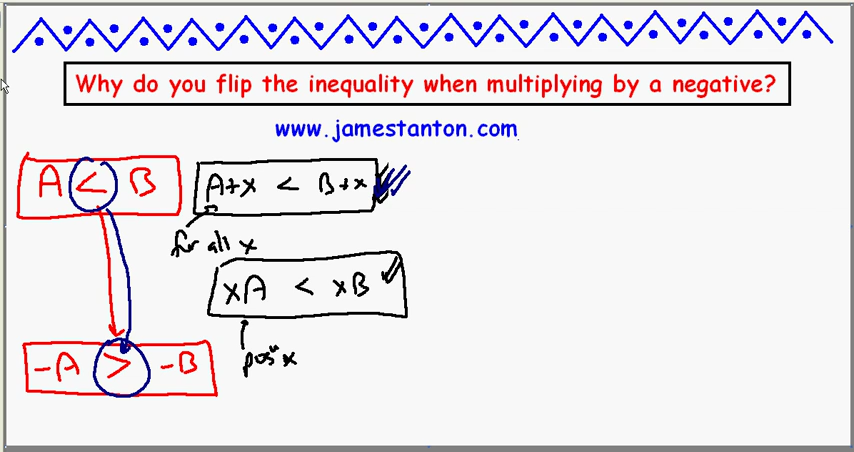 Why do you flip the inequality when multiplying by a negative?
www.jamestanton.com
A < B
A+x < B+x
for all x
xA < xB
-A > -B
pos x